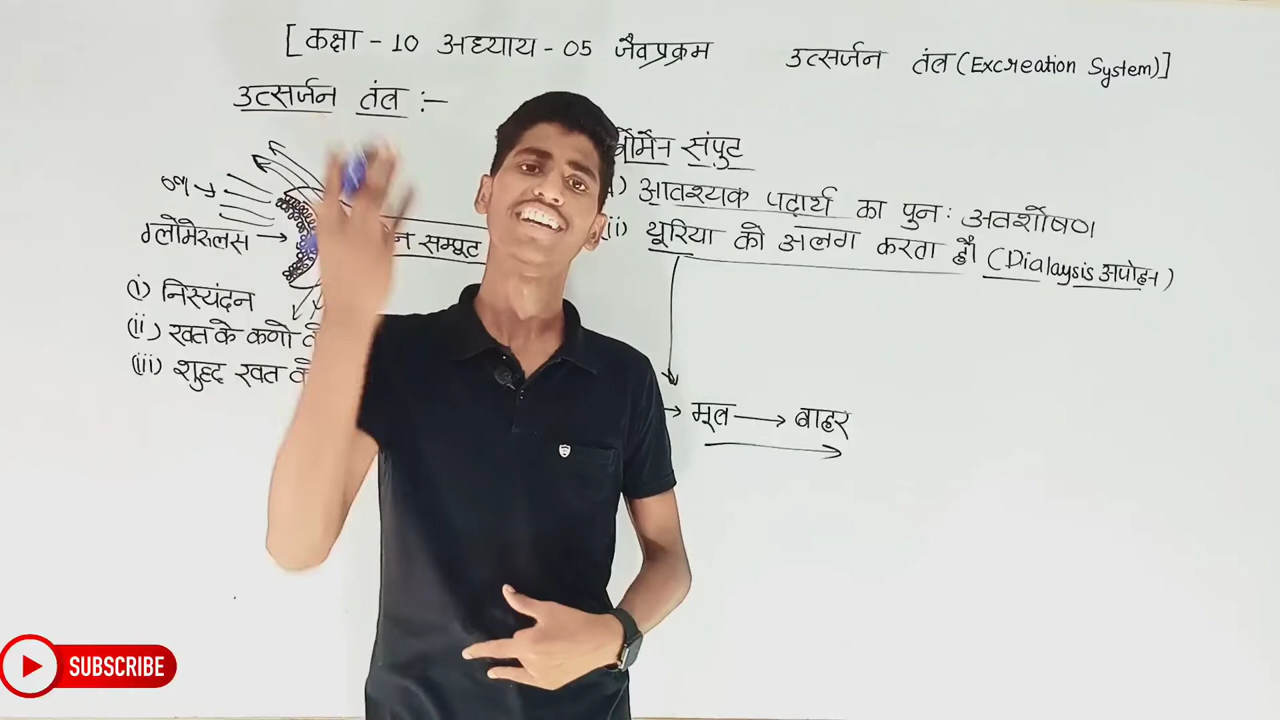 [ कक्षा - 10 अध्याय - 05 जैवप्रक्रम उत्सर्जन तंत्र (Excreation System)]
उत्सर्जन तंत्र :-
संपुट
आवश्यक पदार्थ का पुनः अवशोषण
यूरिया को अलग करता है। (Dialaysis अपोहन)
ग्लोमेरुलस →
सम्पूट
(i) निस्यंदन
(ii) रक्त के कणो
(iii) शुद्ध रक्त
→ मूत्र → बाहर
SUBSCRIBE